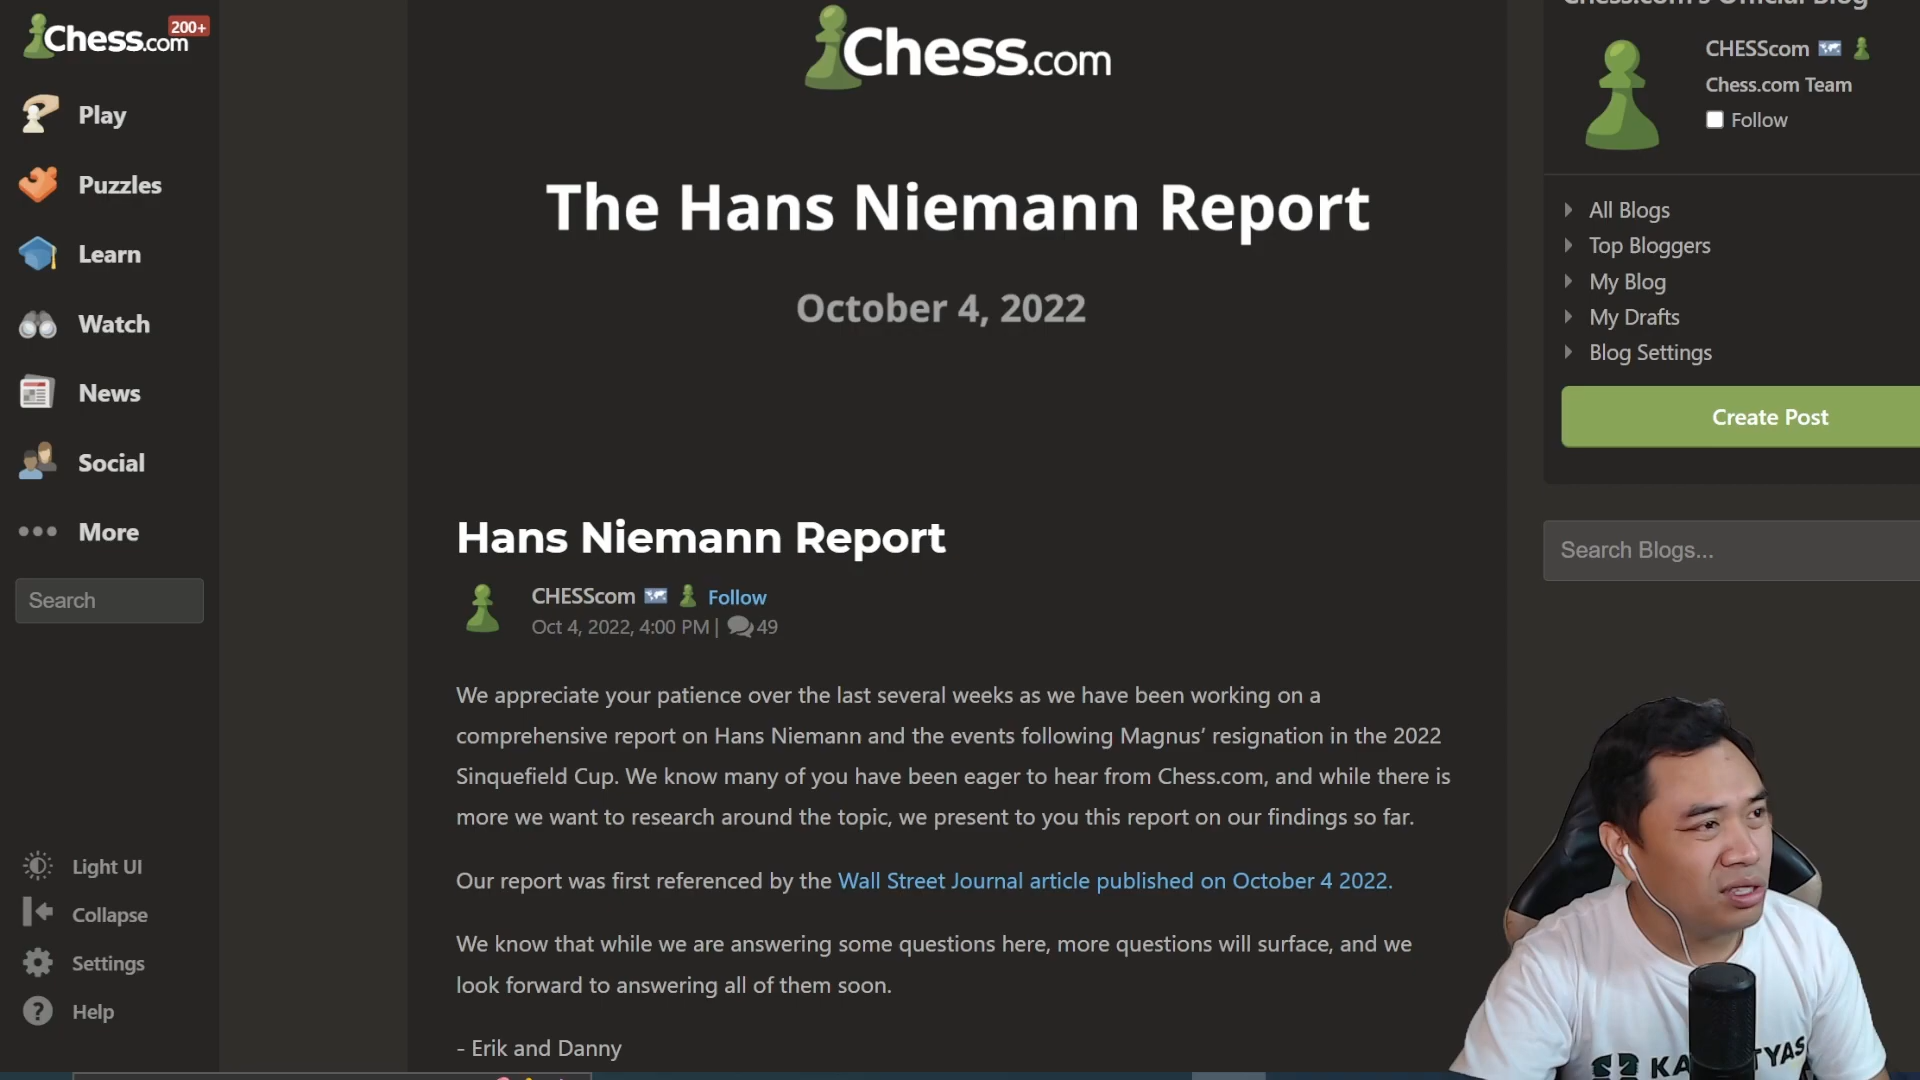 Chess.com
200+
Play
Puzzles
Learn
Watch
News
Social
More
Search
Light UI
Collapse
Settings
Help
Chess.com
The Hans Niemann Report
October 4, 2022
Hans Niemann Report
CHESScom Follow
Oct 4, 2022, 4:00 PM | 49
We appreciate your patience over the last several weeks as we have been working on a
comprehensive report on Hans Niemann and the events following Magnus’ resignation in the 2022
Sinquefield Cup. We know many of you have been eager to hear from Chess.com, and while there is
more we want to research around the topic, we present to you this report on our findings so far.
Our report was first referenced by the Wall Street Journal article published on October 4 2022.
We know that while we are answering some questions here, more questions will surface, and we
look forward to answering all of them soon.
- Erik and Danny
Chess.com's Official Blog
CHESScom
Chess.com Team
Follow
All Blogs
Top Bloggers
My Blog
My Drafts
Blog Settings
Create Post
Search Blogs...